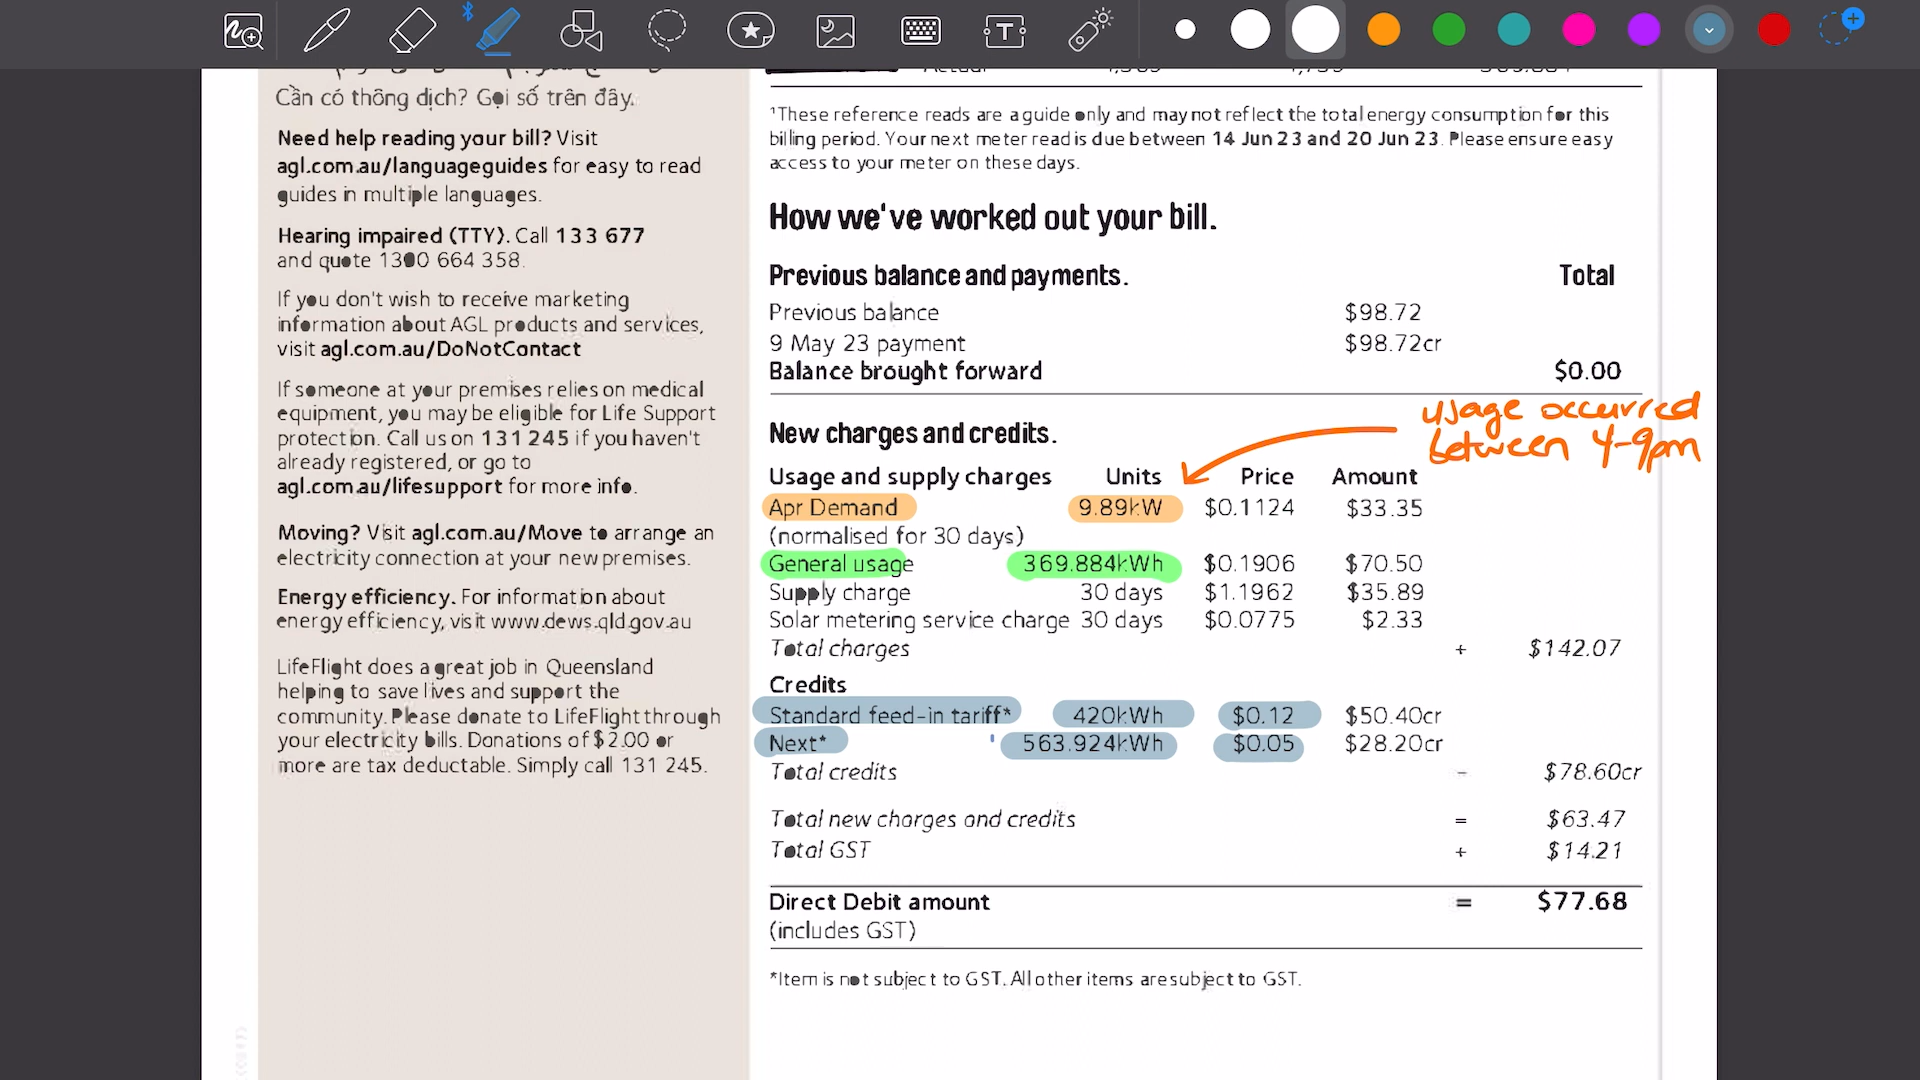 Cần có thông dịch? Gọi số trên đây.
Need help reading your bill? Visit
agl.com.au/languageguides for easy to read
guides in multiple languages.
Hearing impaired (TTY). Call 133 677
and quote 1300 664 358.
If you don't wish to receive marketing
information about AGL products and services,
visit agl.com.au/DoNotContact
If someone at your premises relies on medical
equipment, you may be eligible for Life Support
protection. Call us on 131 245 if you haven't
already registered, or go to
agl.com.au/lifesupport for more info.
Moving? Visit agl.com.au/Move to arrange an
electricity connection at your new premises.
Energy efficiency. For information about
energy efficiency, visit www.dews.qld.gov.au
LifeFlight does a great job in Queensland
helping to save lives and support the
community. Please donate to LifeFlight through
your electricity bills. Donations of $2.00 or
more are tax deductable. Simply call 131 245.
¹These reference reads are a guide only and may not reflect the total energy consumption for this
billing period. Your next meter read is due between 14 Jun 23 and 20 Jun 23. Please ensure easy
access to your meter on these days.
How we've worked out your bill.
Previous balance and payments. Total
Previous balance $98.72
9 May 23 payment $98.72cr
Balance brought forward $0.00
usage occurred
between 4-9pm
New charges and credits.
Usage and supply charges Units Price Amount
Apr Demand 9.89kW $0.1124 $33.35
(normalised for 30 days)
General usage 369.884kWh $0.1906 $70.50
Supply charge 30 days $1.1962 $35.89
Solar metering service charge 30 days $0.0775 $2.33
Total charges + $142.07
Credits
Standard feed-in tariff* 420kWh $0.12 $50.40cr
Next* 563.924kWh $0.05 $28.20cr
Total credits − $78.60cr
Total new charges and credits = $63.47
Total GST + $14.21
Direct Debit amount = $77.68
(includes GST)
*Item is not subject to GST. All other items are subject to GST.